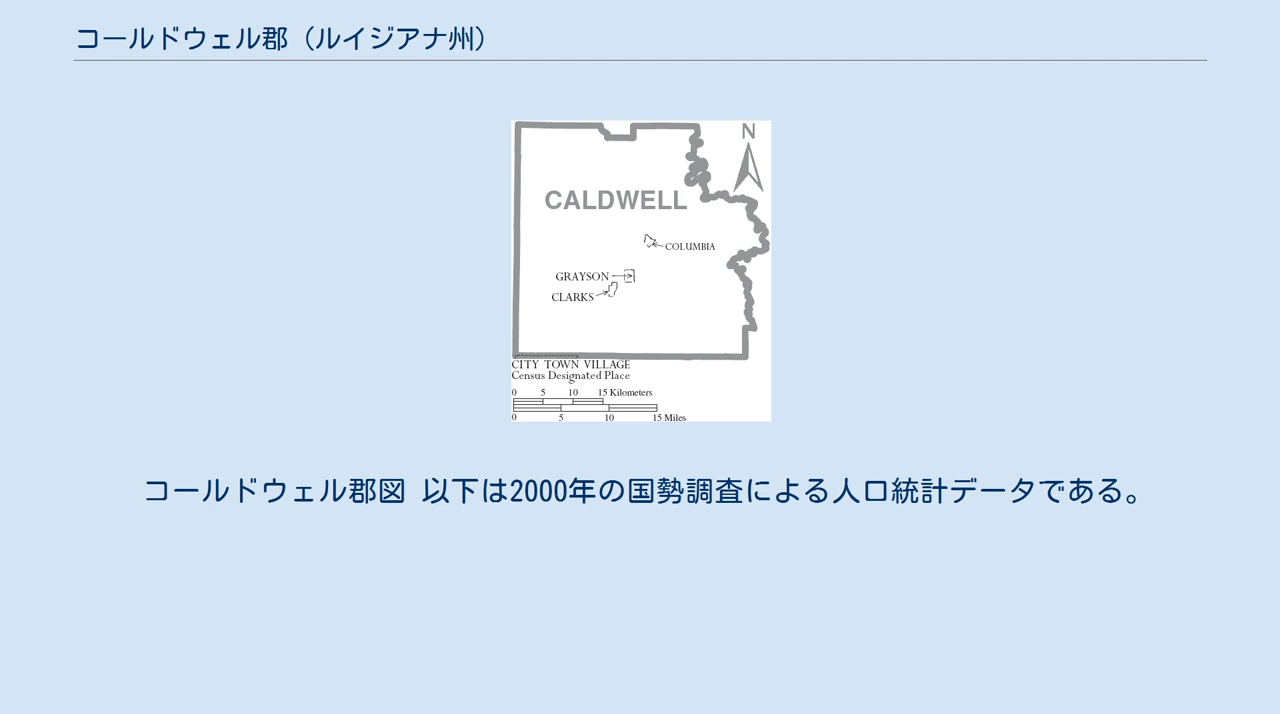 コールドウェル郡（ルイジアナ州）
N
CALDWELL
COLUMBIA
GRAYSON
CLARKS
CITY TOWN VILLAGE
Census Designated Place
0 5 10 15 Kilometers
0 5 10 15 Miles
コールドウェル郡図 以下は2000年の国勢調査による人口統計データである。